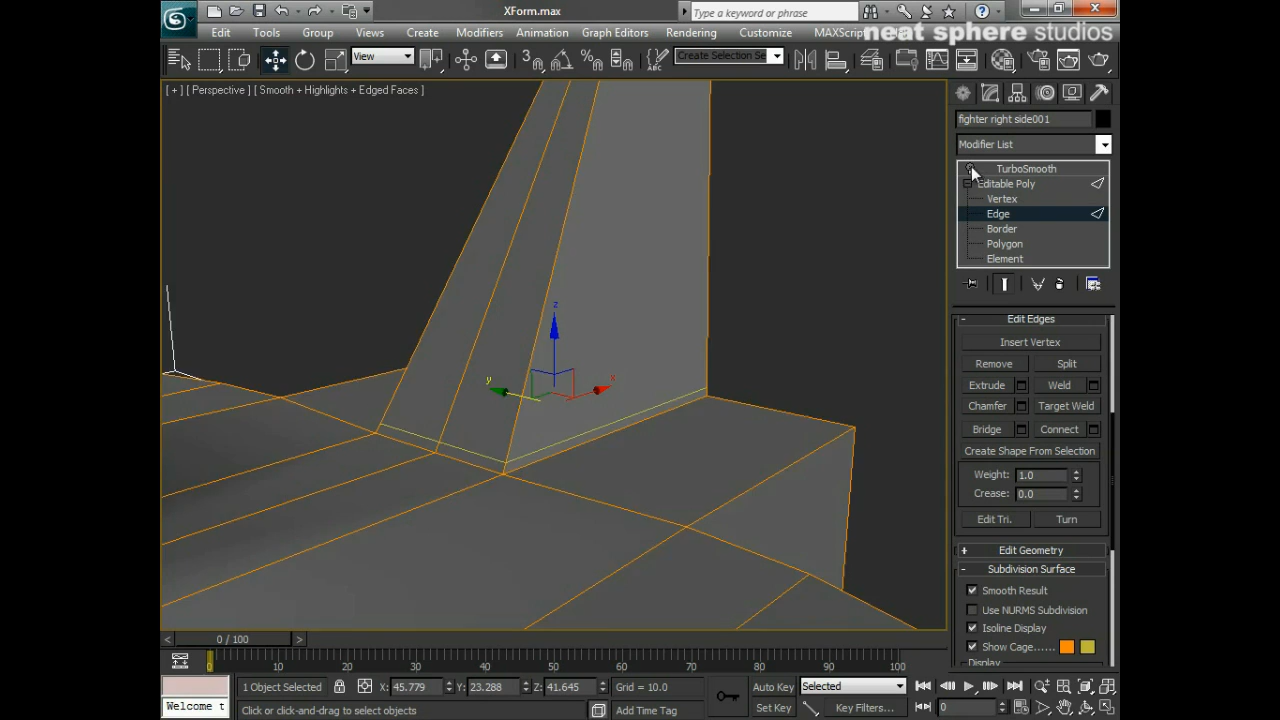 XForm.max
Type a keyword or phrase
Edit Tools Group Views Create Modifiers Animation Graph Editors Rendering Customize MAXScrip
neat sphere studios
View
3
Create Selection Se
[ + ] [ Perspective ] [ Smooth + Highlights + Edged Faces ]
fighter right side001
Modifier List
TurboSmooth
Editable Poly
Vertex
Edge
Border
Polygon
Element
z
y
x
Edit Edges
Insert Vertex
Remove Split
Extrude Weld
Chamfer Target Weld
Bridge Connect
Create Shape From Selection
Weight: 1.0
Crease: 0.0
Edit Tri. Turn
+ Edit Geometry
- Subdivision Surface
Smooth Result
Use NURMS Subdivision
Isoline Display
Show Cage......
Display
< 0 / 100 >
0 10 20 30 40 50 60 70 80 90 100
1 Object Selected X: 45.779 Y: 23.288 Z: 41.645 Grid = 10.0 Auto Key Selected
Welcome t Click or click-and-drag to select objects Add Time Tag Set Key Key Filters... 0